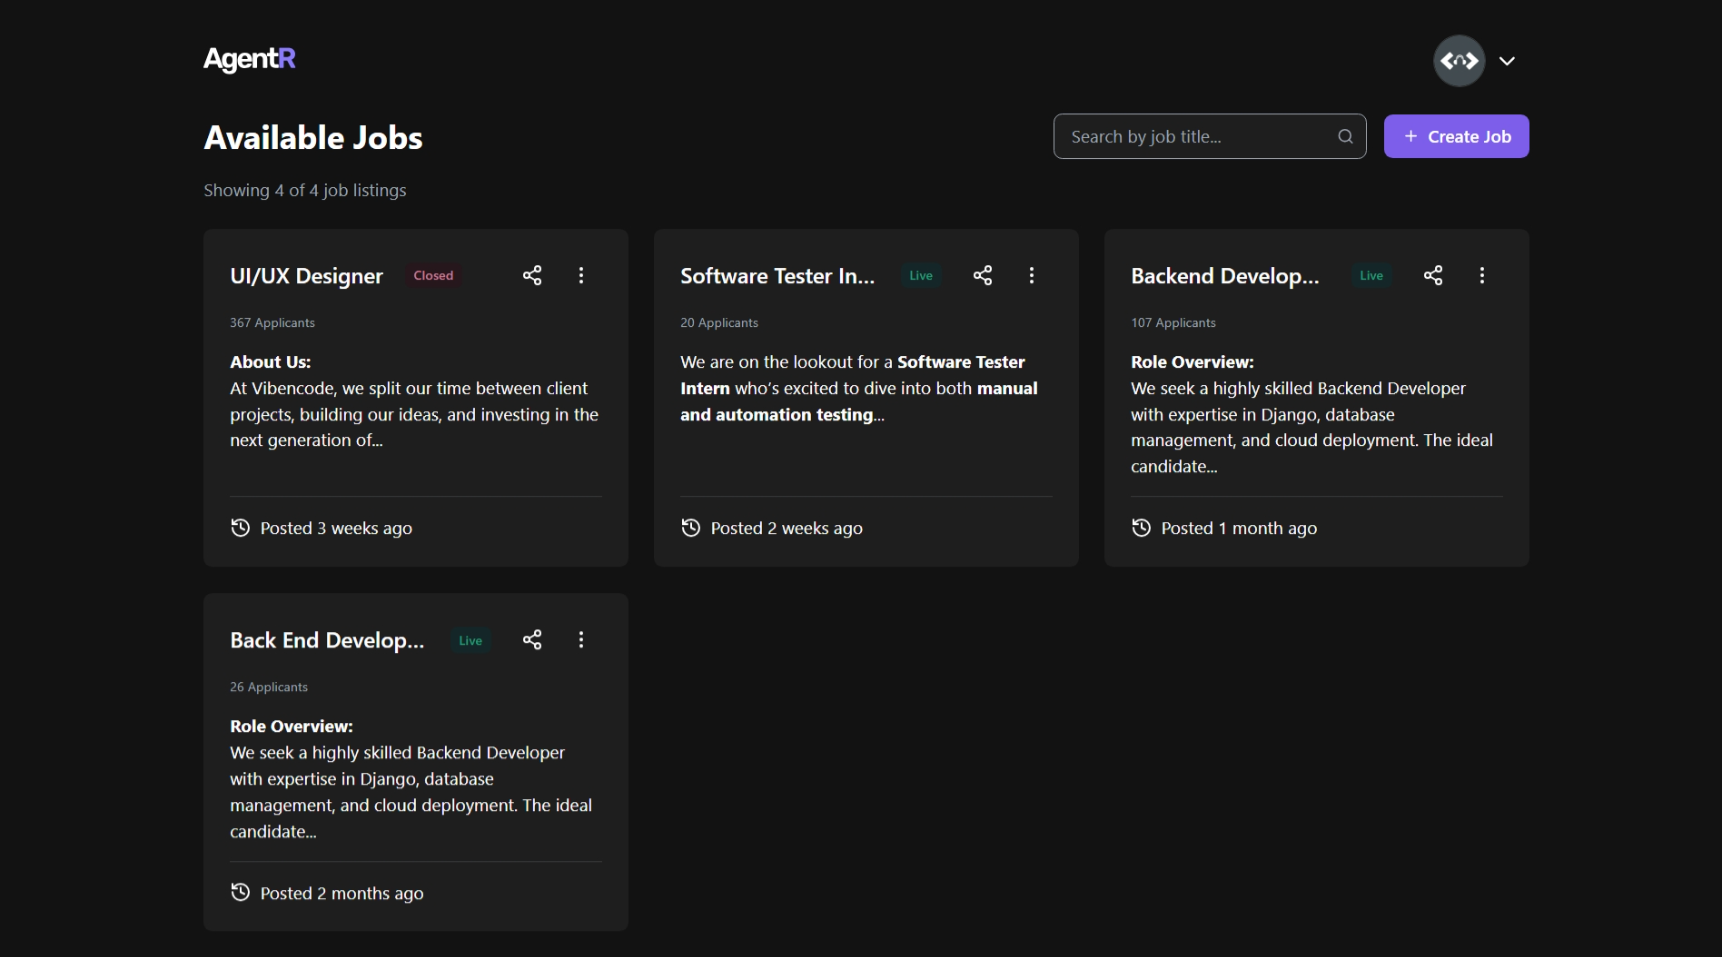 AgentR
Available Jobs
Search by job title...
+ Create Job
Showing 4 of 4 job listings
UI/UX Designer
Closed
367 Applicants
About Us:
At Vibencode, we split our time between client
projects, building our ideas, and investing in the
next generation of...
Posted 3 weeks ago
Software Tester In...
Live
20 Applicants
We are on the lookout for a Software Tester
Intern who's excited to dive into both manual
and automation testing...
Posted 2 weeks ago
Backend Develop...
Live
107 Applicants
Role Overview:
We seek a highly skilled Backend Developer
with expertise in Django, database
management, and cloud deployment. The ideal
candidate...
Posted 1 month ago
Back End Develop...
Live
26 Applicants
Role Overview:
We seek a highly skilled Backend Developer
with expertise in Django, database
management, and cloud deployment. The ideal
candidate...
Posted 2 months ago